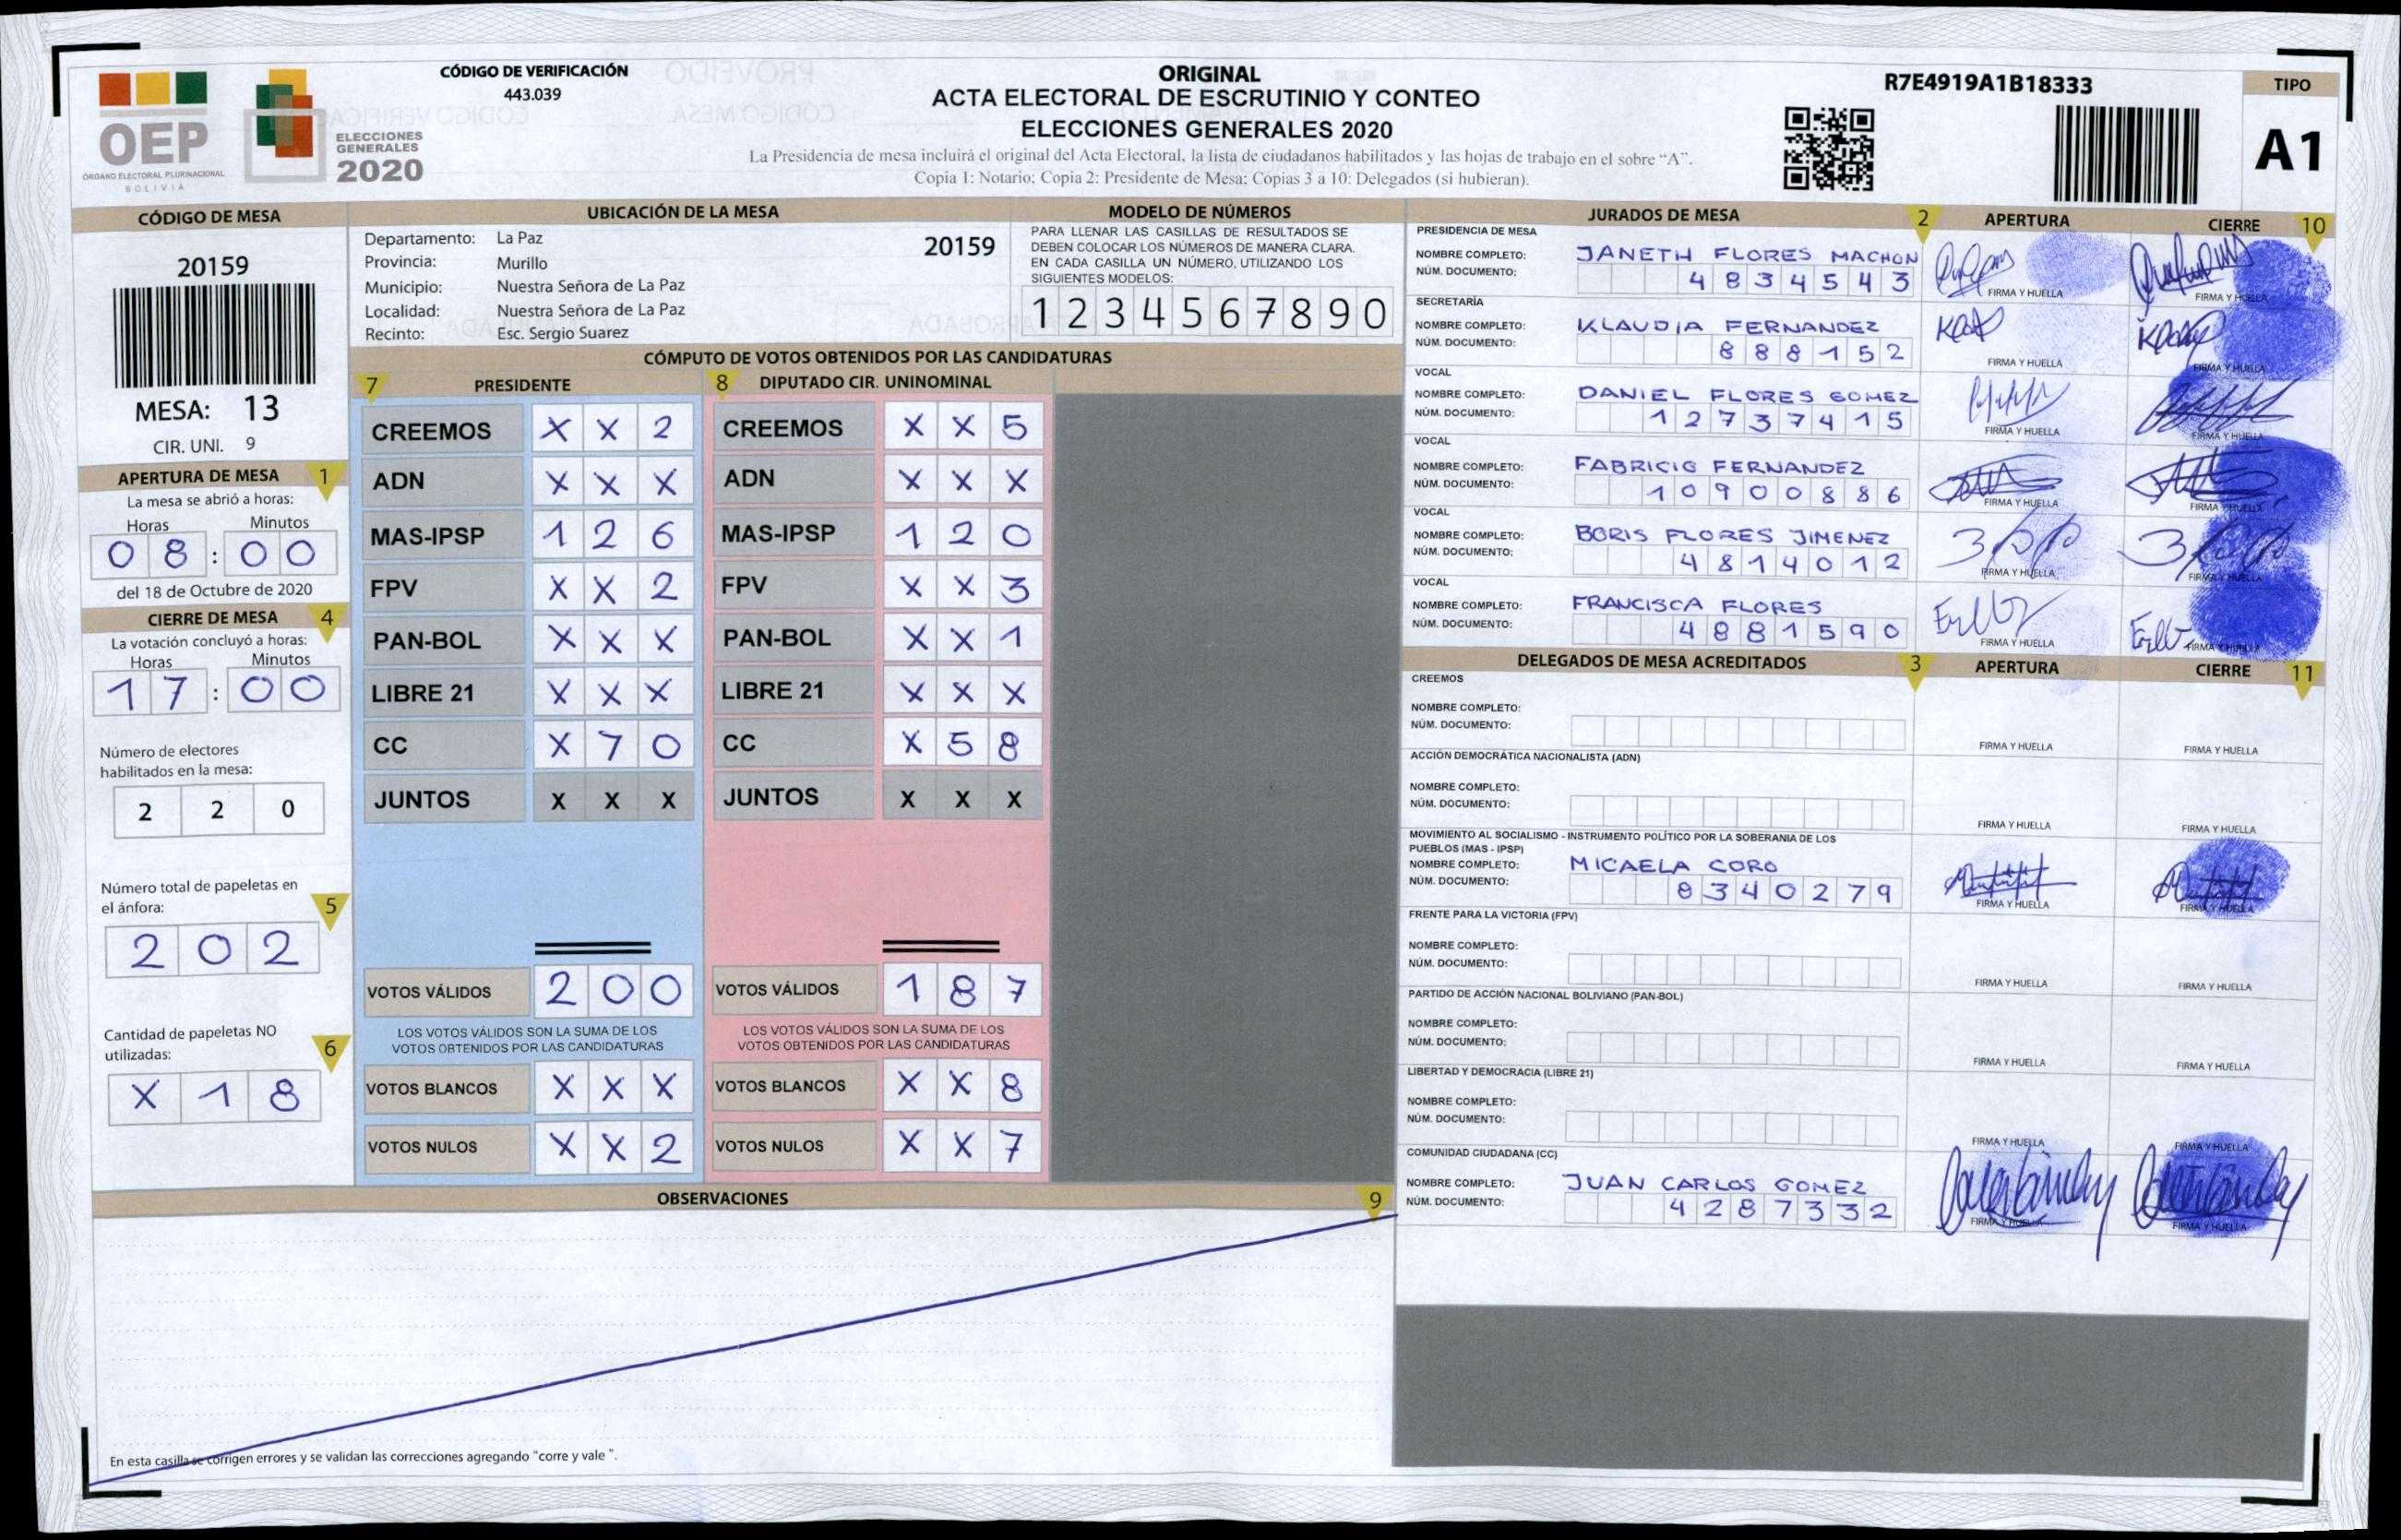 OEP
ÓRGANO ELECTORAL PLURINACIONAL
BOLIVIA
ELECCIONES
GENERALES
2020
CÓDIGO DE VERIFICACIÓN
443.039
ORIGINAL
ACTA ELECTORAL DE ESCRUTINIO Y CONTEO
ELECCIONES GENERALES 2020
La Presidencia de mesa incluirá el original del Acta Electoral, la lista de ciudadanos habilitados y las hojas de trabajo en el sobre "A".
Copia 1: Notario; Copia 2: Presidente de Mesa; Copias 3 a 10: Delegados (si hubieran).
R7E4919A1B18333
TIPO
A1
CÓDIGO DE MESA
20159
MESA: 13
CIR. UNI. 9
APERTURA DE MESA 1
La mesa se abrió a horas:
Horas Minutos
08:00
del 18 de Octubre de 2020
CIERRE DE MESA 4
La votación concluyó a horas:
Horas Minutos
17:00
Número de electores
habilitados en la mesa:
2 2 0
Número total de papeletas en
el ánfora: 5
2 0 2
Cantidad de papeletas NO
utilizadas: 6
X 1 8
UBICACIÓN DE LA MESA
Departamento: La Paz 20159
Provincia: Murillo
Municipio: Nuestra Señora de La Paz
Localidad: Nuestra Señora de La Paz
Recinto: Esc. Sergio Suarez
MODELO DE NÚMEROS
PARA LLENAR LAS CASILLAS DE RESULTADOS SE
DEBEN COLOCAR LOS NÚMEROS DE MANERA CLARA.
EN CADA CASILLA UN NÚMERO, UTILIZANDO LOS
SIGUIENTES MODELOS:
1 2 3 4 5 6 7 8 9 0
CÓMPUTO DE VOTOS OBTENIDOS POR LAS CANDIDATURAS
7 PRESIDENTE
CREEMOS X X 2
ADN X X X
MAS-IPSP 1 2 6
FPV X X 2
PAN-BOL X X X
LIBRE 21 X X X
CC X 7 0
JUNTOS X X X
VOTOS VÁLIDOS 2 0 0
LOS VOTOS VÁLIDOS SON LA SUMA DE LOS
VOTOS OBTENIDOS POR LAS CANDIDATURAS
VOTOS BLANCOS X X X
VOTOS NULOS X X 2
8 DIPUTADO CIR. UNINOMINAL
CREEMOS X X 5
ADN X X X
MAS-IPSP 1 2 0
FPV X X 3
PAN-BOL X X 1
LIBRE 21 X X X
CC X 5 8
JUNTOS X X X
VOTOS VÁLIDOS 1 8 7
LOS VOTOS VÁLIDOS SON LA SUMA DE LOS
VOTOS OBTENIDOS POR LAS CANDIDATURAS
VOTOS BLANCOS X X 8
VOTOS NULOS X X 7
OBSERVACIONES 9
En esta casilla se corrigen errores y se validan las correcciones agregando "corre y vale ".
JURADOS DE MESA 2 APERTURA CIERRE 10
PRESIDENCIA DE MESA
NOMBRE COMPLETO: JANETH FLORES MACHON
NÚM. DOCUMENTO: 4834543
FIRMA Y HUELLA FIRMA Y HUELLA
SECRETARÍA
NOMBRE COMPLETO: KLAUDIA FERNANDEZ
NÚM. DOCUMENTO: 888152
FIRMA Y HUELLA FIRMA Y HUELLA
VOCAL
NOMBRE COMPLETO: DANIEL FLORES GOMEZ
NÚM. DOCUMENTO: 12737415
FIRMA Y HUELLA FIRMA Y HUELLA
VOCAL
NOMBRE COMPLETO: FABRICIO FERNANDEZ
NÚM. DOCUMENTO: 10900886
FIRMA Y HUELLA FIRMA Y HUELLA
VOCAL
NOMBRE COMPLETO: BORIS FLORES JIMENEZ
NÚM. DOCUMENTO: 4814012
FIRMA Y HUELLA FIRMA Y HUELLA
VOCAL
NOMBRE COMPLETO: FRANCISCA FLORES
NÚM. DOCUMENTO: 4881590
FIRMA Y HUELLA FIRMA Y HUELLA
DELEGADOS DE MESA ACREDITADOS 3 APERTURA CIERRE 11
CREEMOS
NOMBRE COMPLETO:
NÚM. DOCUMENTO:
FIRMA Y HUELLA FIRMA Y HUELLA
ACCIÓN DEMOCRÁTICA NACIONALISTA (ADN)
NOMBRE COMPLETO:
NÚM. DOCUMENTO:
FIRMA Y HUELLA FIRMA Y HUELLA
MOVIMIENTO AL SOCIALISMO - INSTRUMENTO POLÍTICO POR LA SOBERANIA DE LOS
PUEBLOS (MAS - IPSP)
NOMBRE COMPLETO: MICAELA CORO
NÚM. DOCUMENTO: 8340279
FIRMA Y HUELLA FIRMA Y HUELLA
FRENTE PARA LA VICTORIA (FPV)
NOMBRE COMPLETO:
NÚM. DOCUMENTO:
FIRMA Y HUELLA FIRMA Y HUELLA
PARTIDO DE ACCIÓN NACIONAL BOLIVIANO (PAN-BOL)
NOMBRE COMPLETO:
NÚM. DOCUMENTO:
FIRMA Y HUELLA FIRMA Y HUELLA
LIBERTAD Y DEMOCRACIA (LIBRE 21)
NOMBRE COMPLETO:
NÚM. DOCUMENTO:
FIRMA Y HUELLA FIRMA Y HUELLA
COMUNIDAD CIUDADANA (CC)
NOMBRE COMPLETO: JUAN CARLOS GOMEZ
NÚM. DOCUMENTO: 4287332
FIRMA Y HUELLA FIRMA Y HUELLA